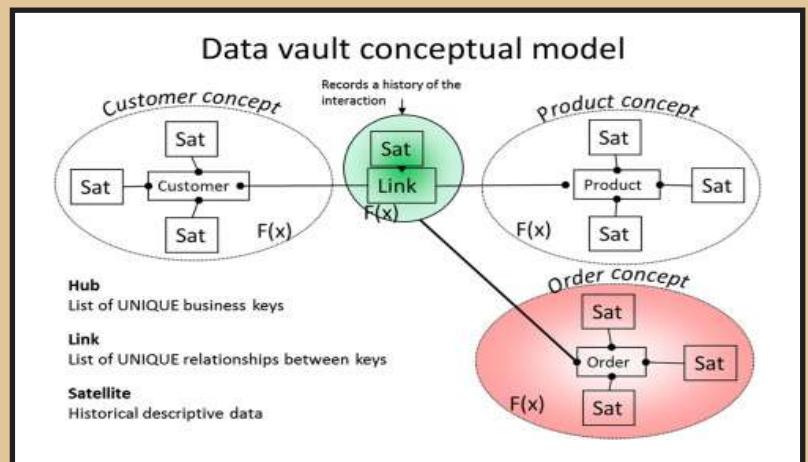 Data vault conceptual model
Records a history of the
interaction
Customer concept
Sat
Sat
Customer
Sat
F(x)
Sat
Link
F(x)
Product concept
Sat
Product
Sat
Sat
F(x)
Hub
List of UNIQUE business keys
Link
List of UNIQUE relationships between keys
Satellite
Historical descriptive data
Order concept
Sat
Order
Sat
Sat
F(x)